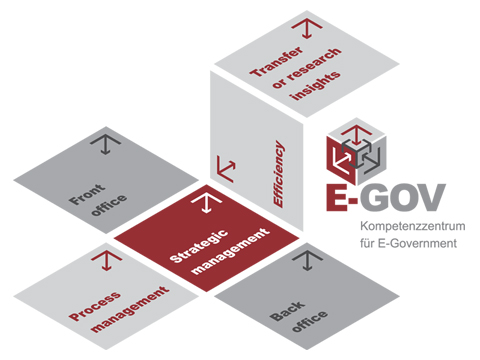 Transfer
or research
insights
Efficiency
E-GOV
Kompetenzzentrum
für E-Government
Front
office
Strategic
management
Process
management
Back
office